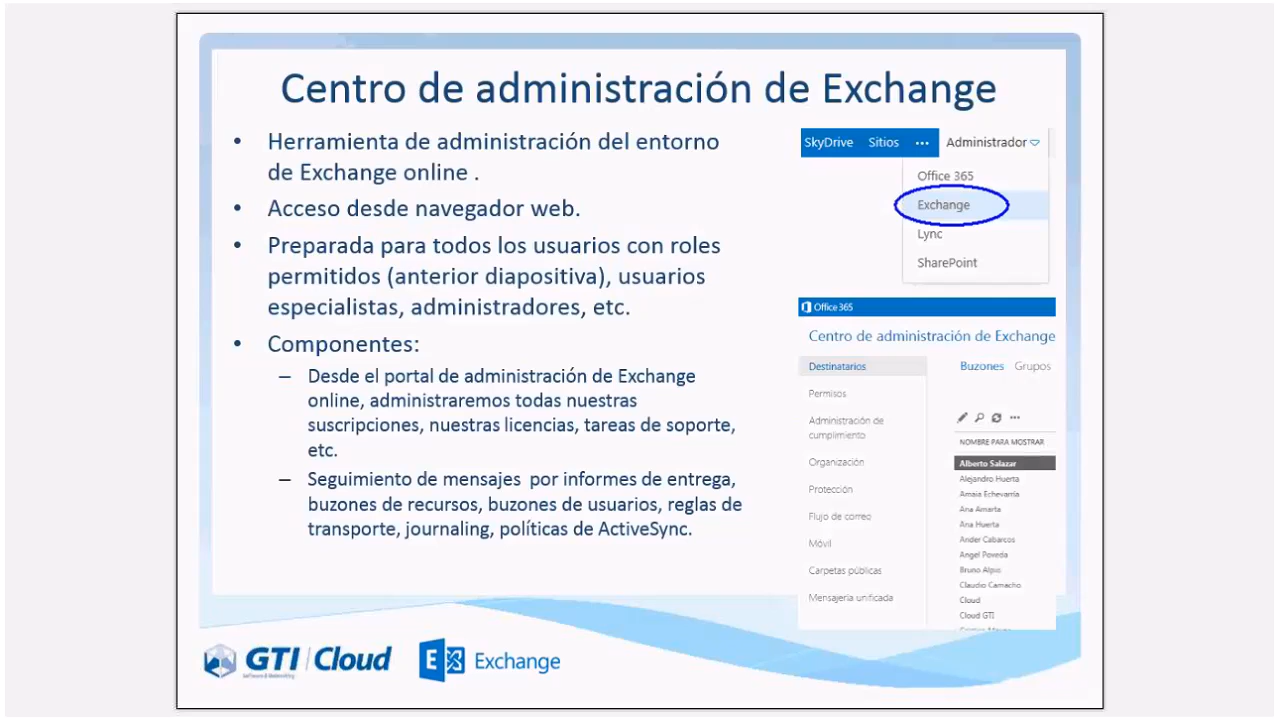 Centro de administración de Exchange
• Herramienta de administración del entorno
de Exchange online .
• Acceso desde navegador web.
• Preparada para todos los usuarios con roles
permitidos (anterior diapositiva), usuarios
especialistas, administradores, etc.
• Componentes:
– Desde el portal de administración de Exchange
online, administraremos todas nuestras
suscripciones, nuestras licencias, tareas de soporte,
etc.
– Seguimiento de mensajes por informes de entrega,
buzones de recursos, buzones de usuarios, reglas de
transporte, journaling, políticas de ActiveSync.
SkyDrive Sitios ... Administrador
Office 365
Exchange
Lync
SharePoint
Office 365
Centro de administración de Exchange
Destinatarios
Permisos
Administración de
cumplimiento
Organización
Protección
Flujo de correo
Móvil
Carpetas públicas
Mensajería unificada
Buzones Grupos
...
NOMBRE PARA MOSTRAR
Alberto Salazar
Alejandro Huerta
Amaia Echevarría
Ana Amarta
Ana Huerta
Ander Cabarcos
Angel Poveda
Bruno Alpio
Claudio Camacho
Cloud
Cloud GTI
GTI Cloud
Software & Networking
E Exchange